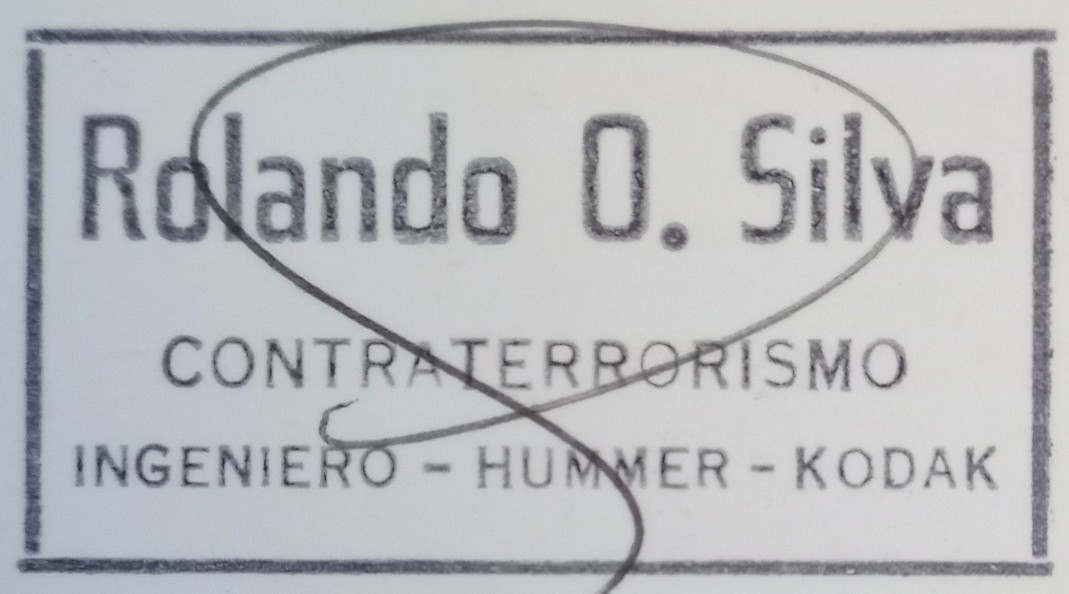 Rolando O. Silva
CONTRATERRORISMO
INGENIERO - HUMMER - KODAK